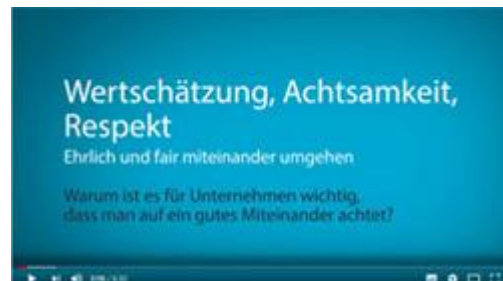 Wertschätzung, Achtsamkeit,
Respekt
Ehrlich und fair miteinander umgehen
Warum ist es für Unternehmen wichtig,
dass man auf ein gutes Miteinander achtet?